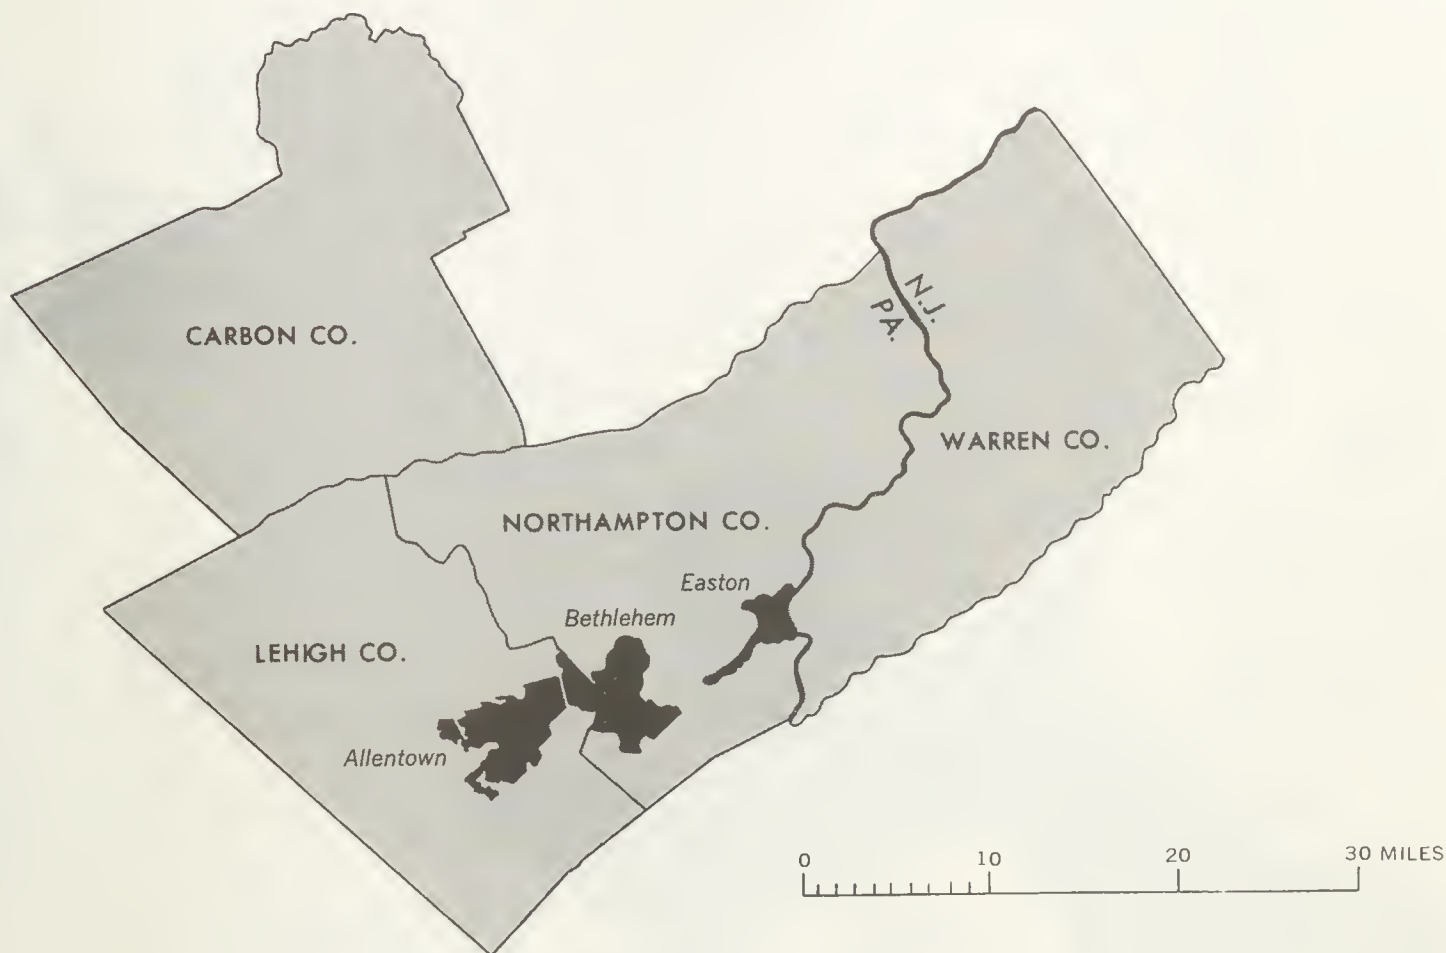 N.J.
PA.
CARBON CO.
WARREN CO.
NORTHAMPTON CO.
Easton
Bethlehem
LEHIGH CO.
Allentown
0 10 20 30 MILES